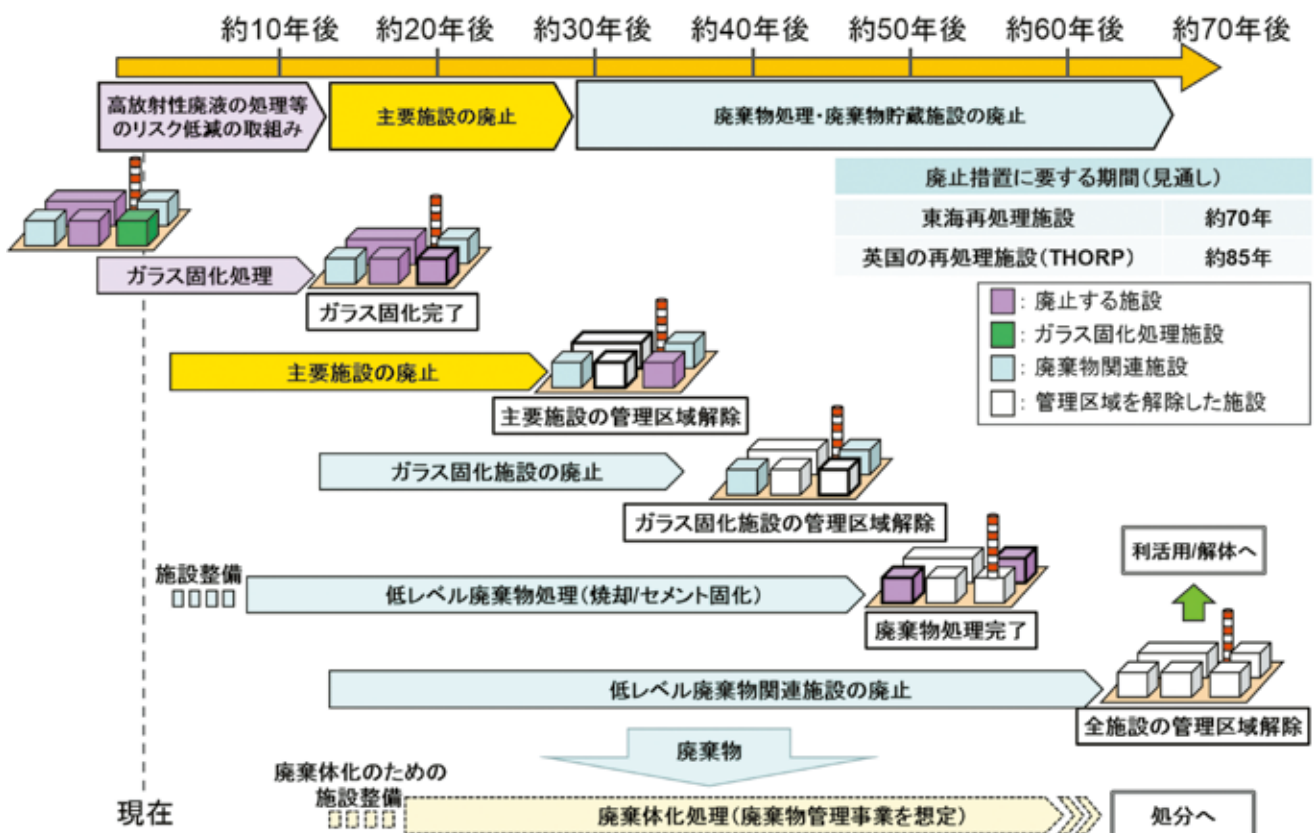 約10年後 約20年後 約30年後 約40年後 約50年後 約60年後 約70年後
高放射性廃液の処理等
のリスク低減の取組み
主要施設の廃止
廃棄物処理・廃棄物貯蔵施設の廃止
廃止措置に要する期間(見通し)
東海再処理施設 約70年
英国の再処理施設(THORP) 約85年
:廃止する施設
:ガラス固化処理施設
:廃棄物関連施設
:管理区域を解除した施設
ガラス固化処理
ガラス固化完了
主要施設の廃止
主要施設の管理区域解除
ガラス固化施設の廃止
ガラス固化施設の管理区域解除
施設整備
低レベル廃棄物処理(焼却/セメント固化)
廃棄物処理完了
利活用/解体へ
低レベル廃棄物関連施設の廃止
全施設の管理区域解除
廃棄物
廃棄体化のための
施設整備
廃棄体化処理(廃棄物管理事業を想定)
処分へ
現在